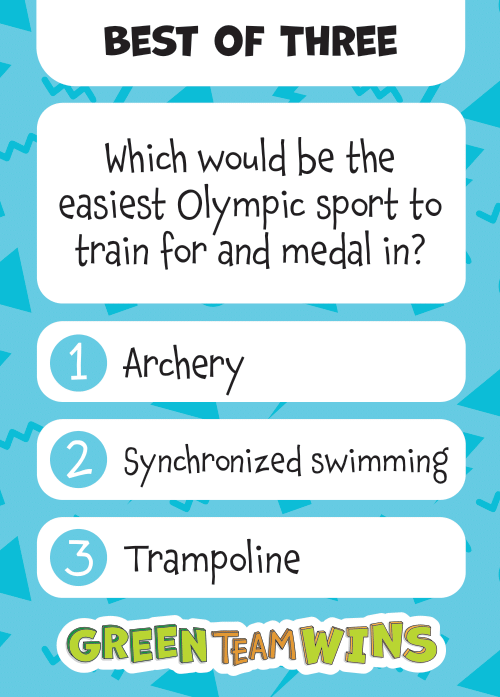 BEST OF THREE
Which would be the
easiest Olympic sport to
train for and medal in?
1 Archery
2 Synchronized swimming
3 Trampoline
GREEN TEAM WINS